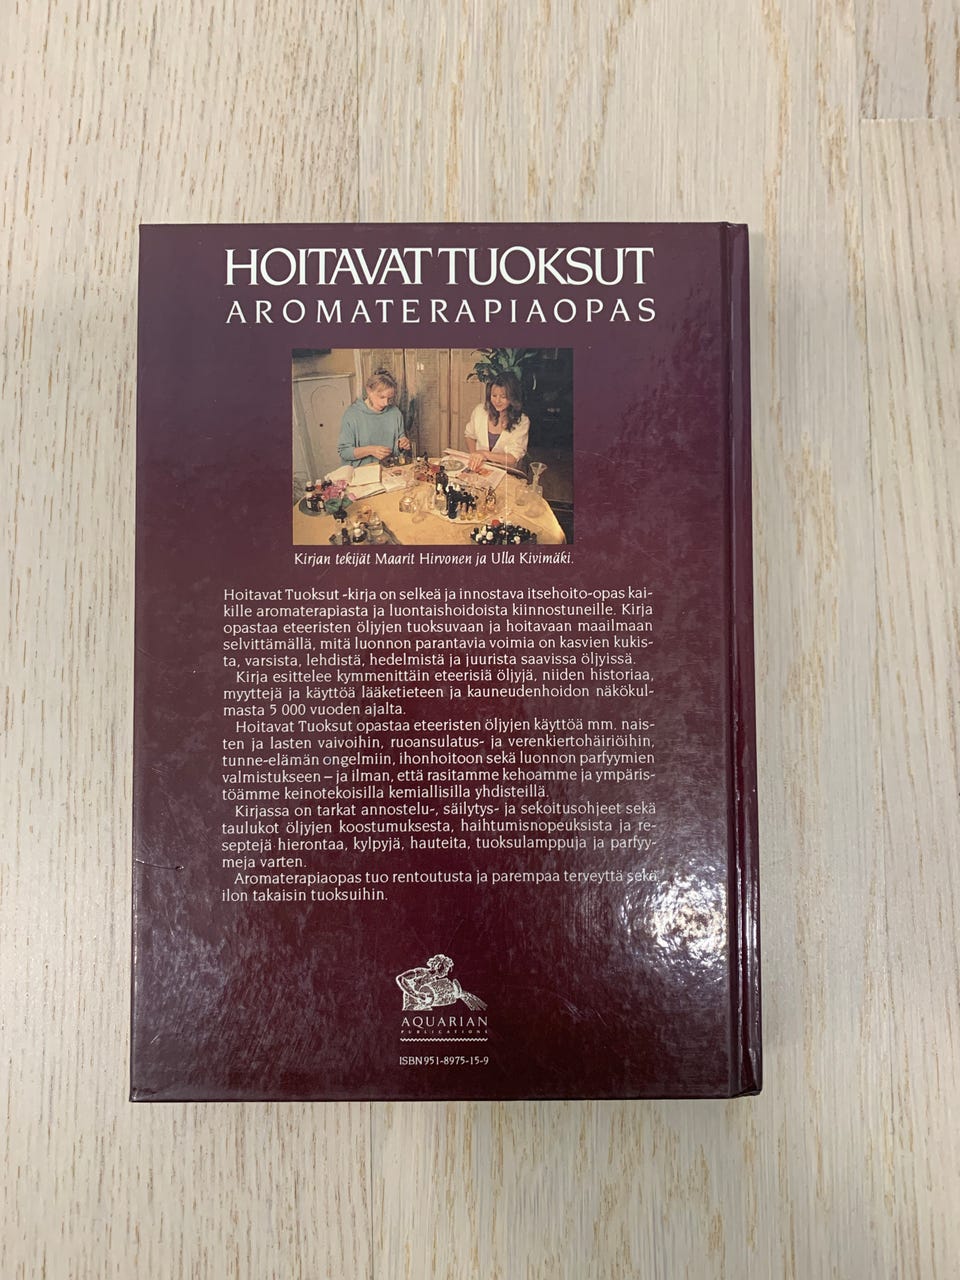 HOITAVAT TUOKSUT
AROMATERAPIAOPAS
Kirjan tekijät Maarit Hirvonen ja Ulla Kivimäki.
Hoitavat Tuoksut -kirja on selkeä ja innostava itsehoito-opas kai-
kille aromaterapiasta ja luontaishoidoista kiinnostuneille. Kirja
opastaa eteeristen öljyjen tuoksuvaan ja hoitavaan maailmaan
selvittämällä, mitä luonnon parantavia voimia on kasvien kukis-
ta, varsista, lehdistä, hedelmistä ja juurista saavissa öljyissä.
Kirja esittelee kymmenittäin eteerisiä öljyjä, niiden historiaa,
myyttejä ja käyttöä lääketieteen ja kauneudenhoidon näkökul-
masta 5 000 vuoden ajalta.
Hoitavat Tuoksut opastaa eteeristen öljyjen käyttöä mm. nais-
ten ja lasten vaivoihin, ruoansulatus- ja verenkiertohäiriöihin,
tunne-elämän ongelmiin, ihonhoitoon sekä luonnon parfyymien
valmistukseen – ja ilman, että rasitamme kehoamme ja ympäris-
töämme keinotekoisilla kemiallisilla yhdisteillä.
Kirjassa on tarkat annostelu-, säilytys- ja sekoitusohjeet sekä
taulukot öljyjen koostumuksesta, haihtumisnopeuksista ja re-
septejä hierontaa, kylpyjä, hauteita, tuoksulamppuja ja parfyy-
meja varten.
Aromaterapiaopas tuo rentoutusta ja parempaa terveyttä sekä
ilon takaisin tuoksuihin.
AQUARIAN
PUBLICATIONS
ISBN 951-8975-15-9